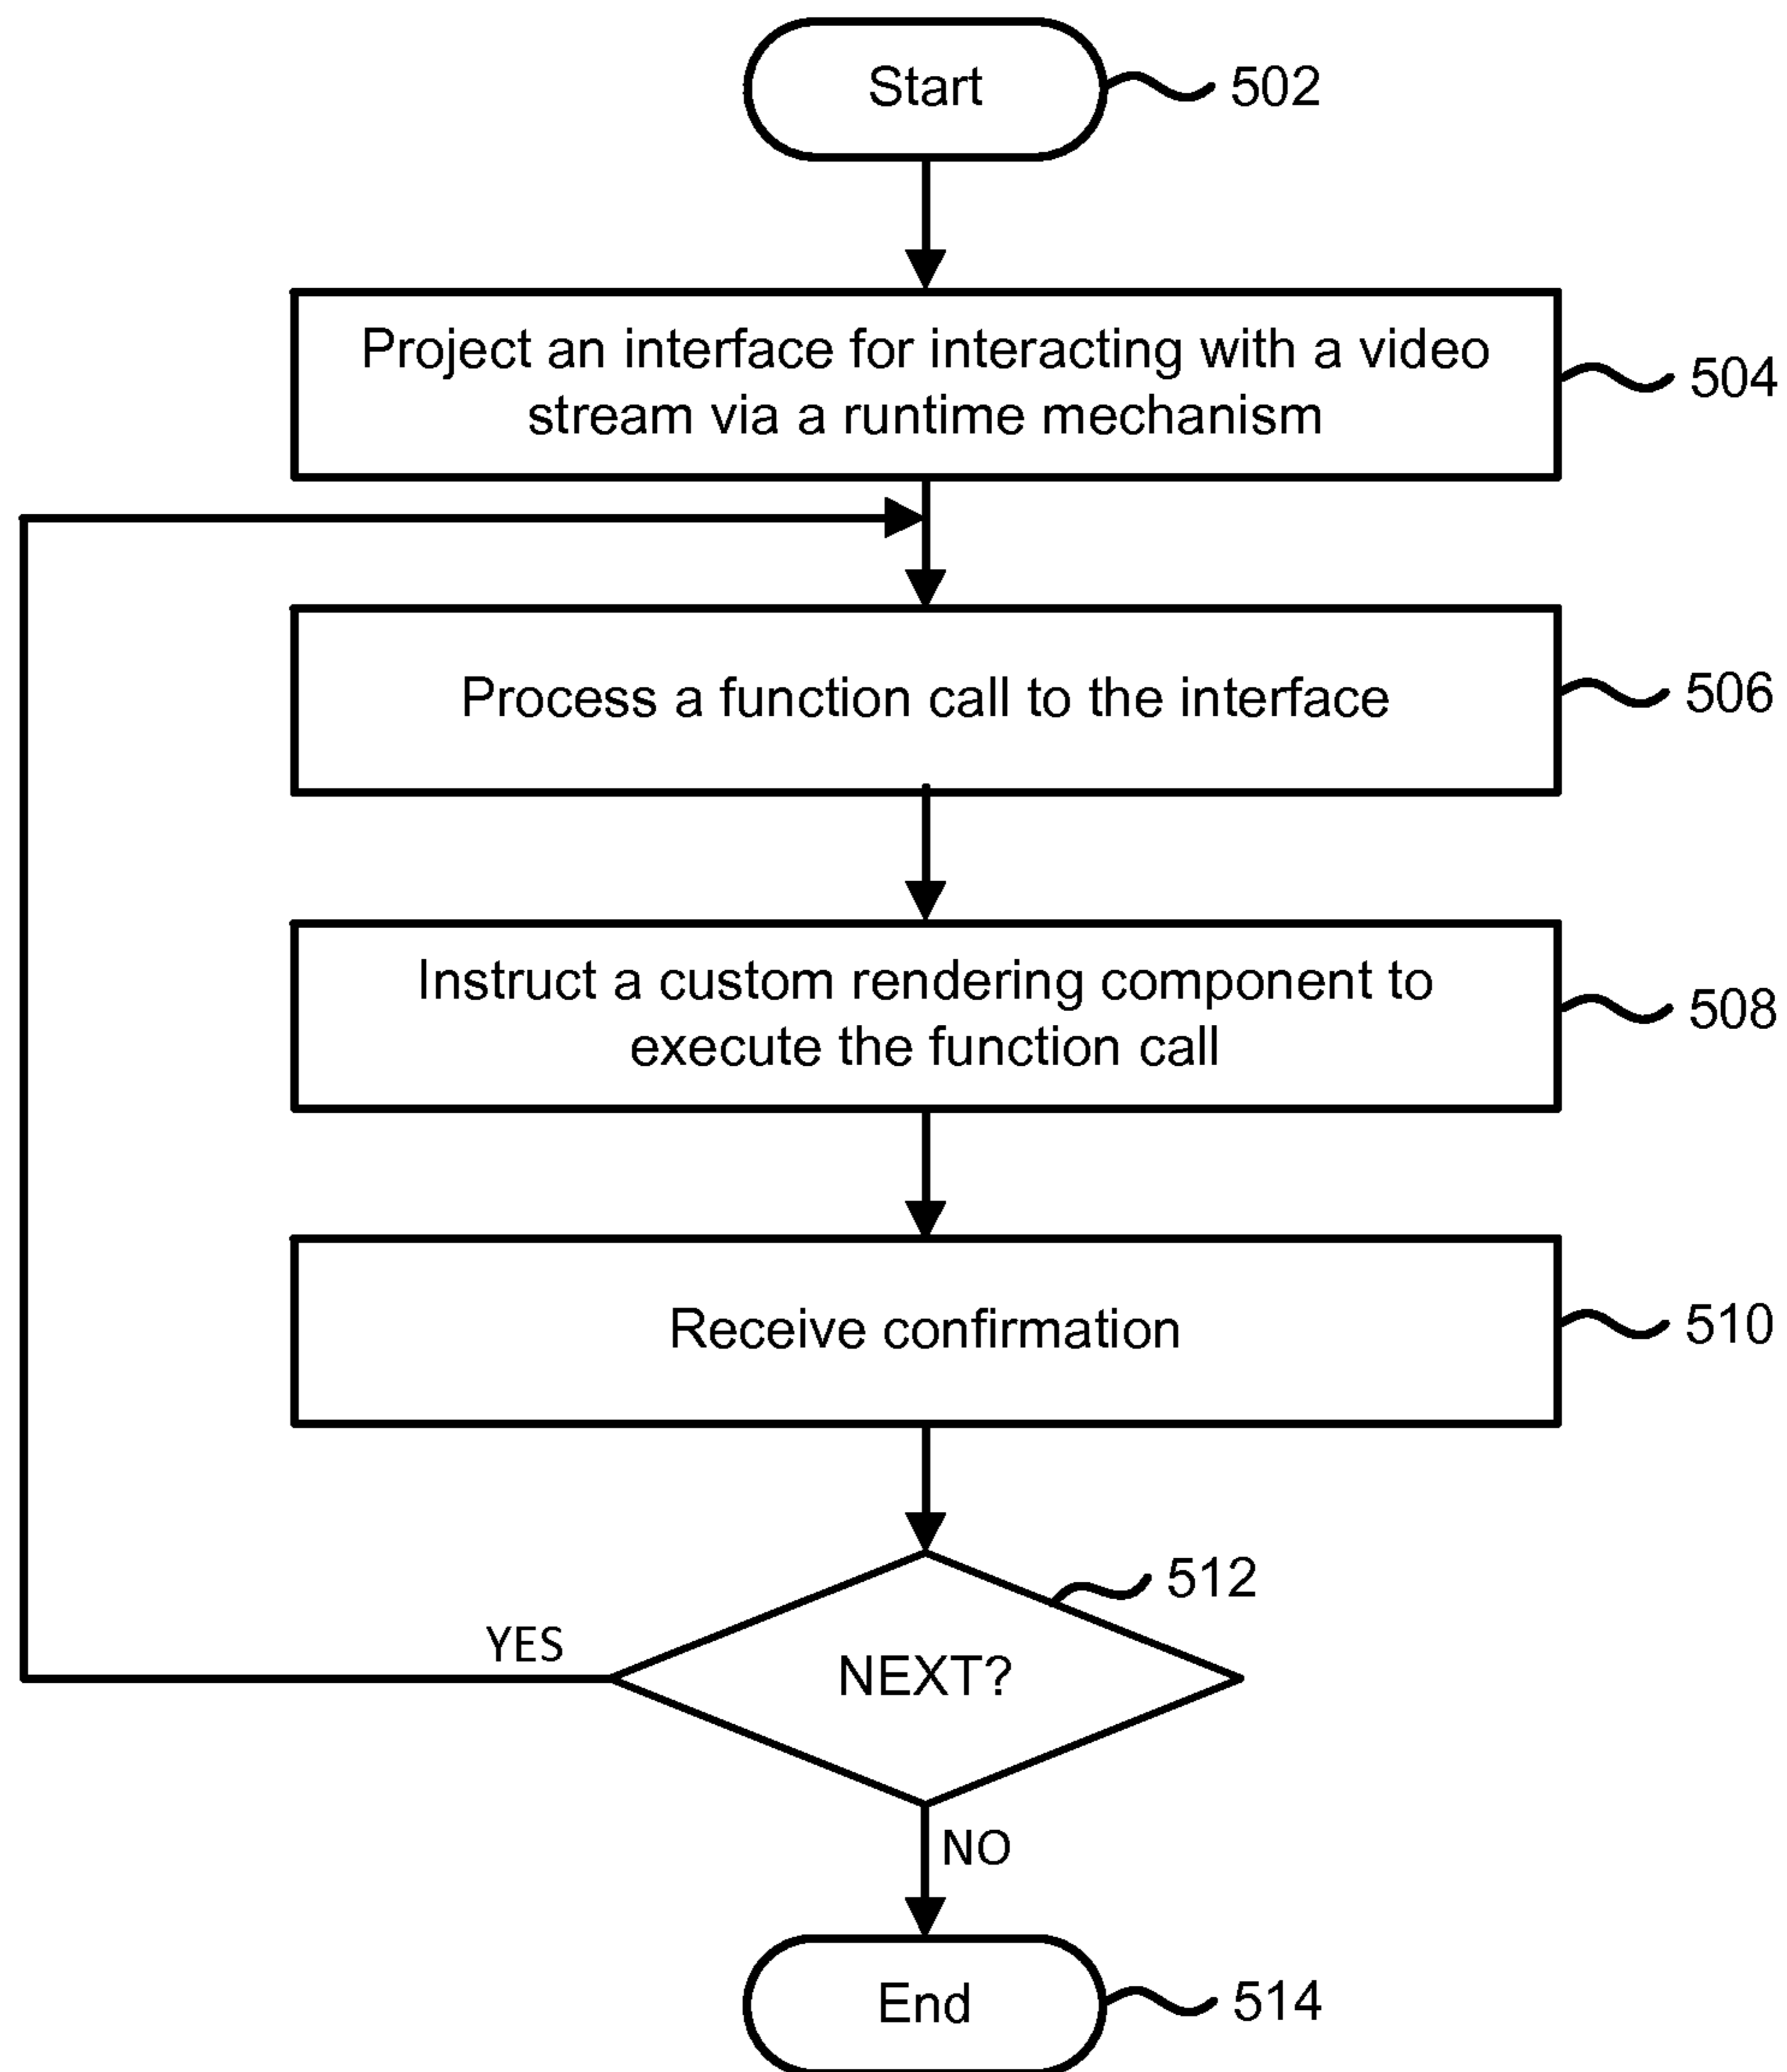 Start
502
Project an interface for interacting with a video
stream via a runtime mechanism
504
Process a function call to the interface
506
Instruct a custom rendering component to
execute the function call
508
Receive confirmation
510
512
YES
NEXT?
NO
End
514